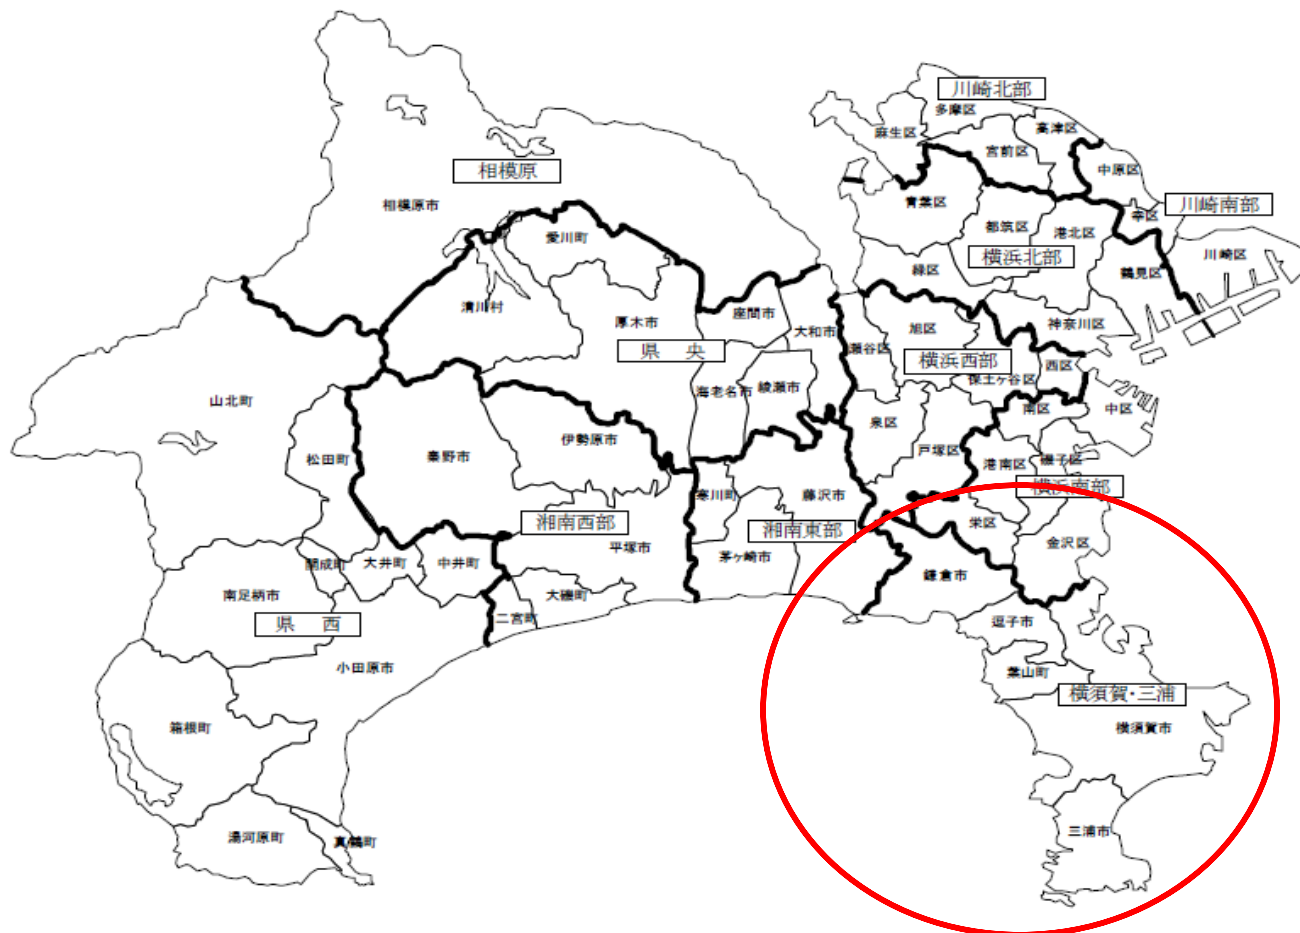 川崎北部
多摩区
麻生区
高津区
宮前区
中原区
相模原
相模原市
青葉区
川崎南部
幸区
都筑区
港北区
愛川町
横浜北部
川崎区
緑区
鶴見区
清川村
座間市
厚木市
大和市
旭区
神奈川区
県 央
瀬谷区
横浜西部
西区
保土ヶ谷区
海老名市
綾瀬市
山北町
南区
中区
泉区
伊勢原市
戸塚区
秦野市
松田町
港南区
磯子区
横浜南部
寒川町
藤沢市
湘南西部
湘南東部
栄区
金沢区
平塚市
茅ヶ崎市
開成町
大井町
中井町
鎌倉市
南足柄市
大磯町
県 西
二宮町
逗子市
小田原市
葉山町
横須賀・三浦
箱根町
横須賀市
三浦市
湯河原町
真鶴町